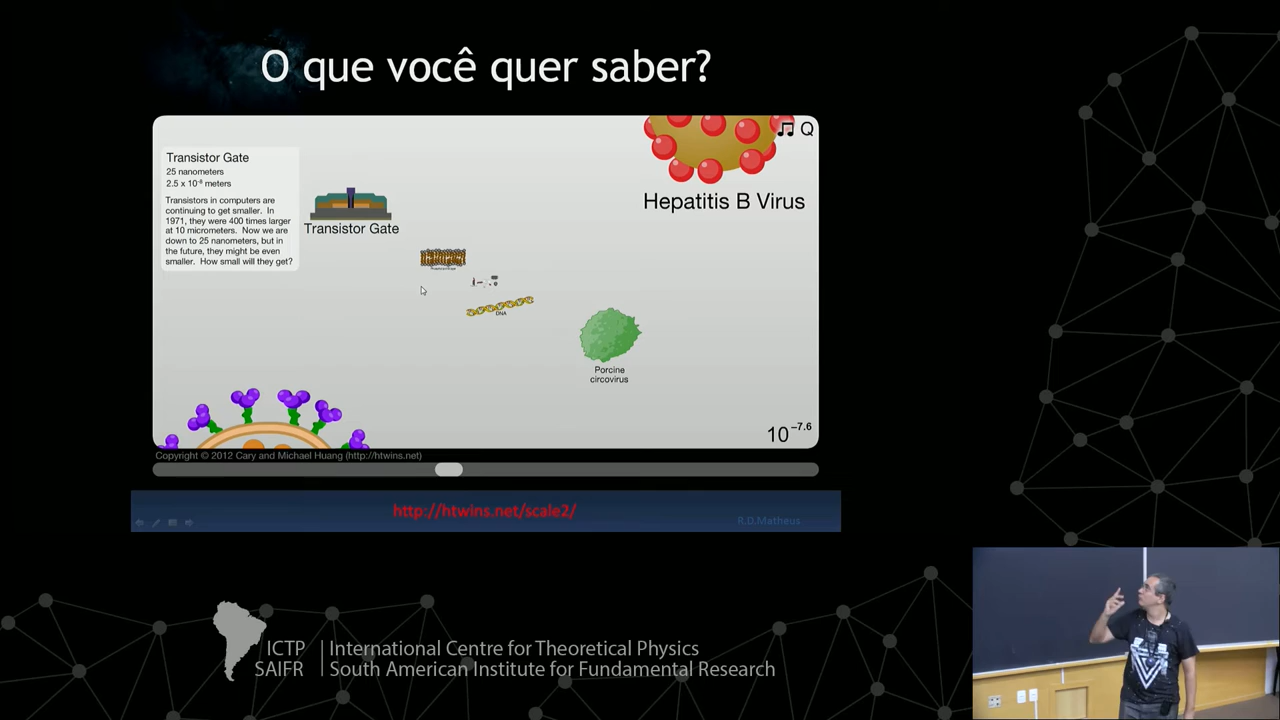 O que você quer saber?
Transistor Gate
25 nanometers
2.5 x 10⁻⁸ meters
Transistors in computers are
continuing to get smaller. In
1971, they were 400 times larger
at 10 micrometers. Now we are
down to 25 nanometers, but in
the future, they might be even
smaller. How small will they get?
Q
Hepatitis B Virus
Transistor Gate
DNA
Porcine
circovirus
10⁻⁷·⁶
Copyright © 2012 Cary and Michael Huang (http://htwins.net)
http://htwins.net/scale2/
R.D.Matheus
ICTP
SAIFR
International Centre for Theoretical Physics
South American Institute for Fundamental Research